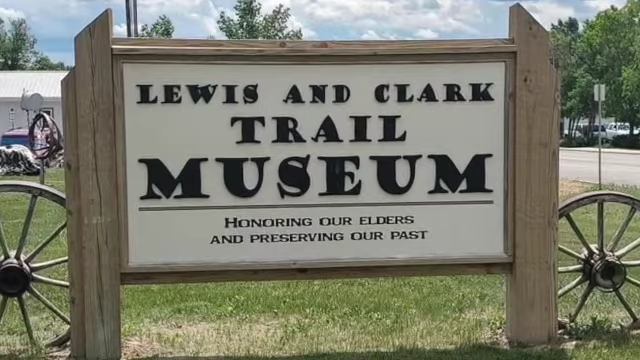 LEWIS AND CLARK
TRAIL
MUSEUM
HONORING OUR ELDERS
AND PRESERVING OUR PAST